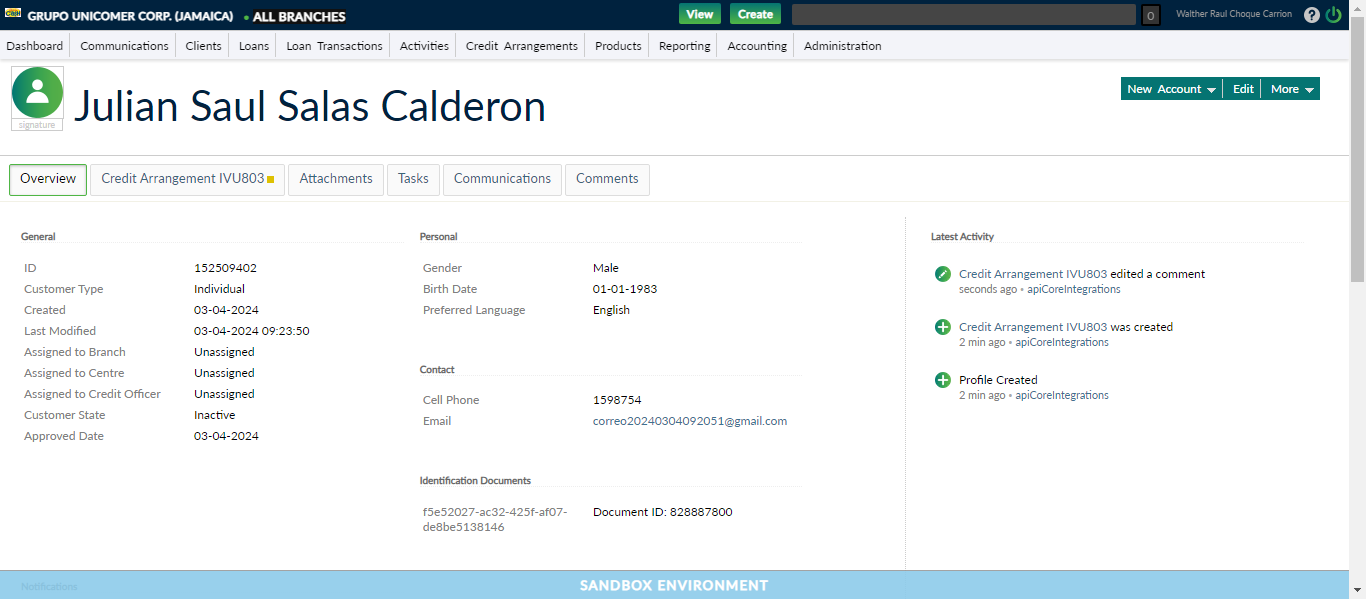 GRUPO UNICOMER CORP. (JAMAICA) • ALL BRANCHES View Create 0 Walther Raul Choque Carrion ?
Dashboard Communications Clients Loans Loan Transactions Activities Credit Arrangements Products Reporting Accounting Administration
signature
Julian Saul Salas Calderon
New Account Edit More
Overview Credit Arrangement IVU803 Attachments Tasks Communications Comments
General
ID 152509402
Customer Type Individual
Created 03-04-2024
Last Modified 03-04-2024 09:23:50
Assigned to Branch Unassigned
Assigned to Centre Unassigned
Assigned to Credit Officer Unassigned
Customer State Inactive
Approved Date 03-04-2024
Personal
Gender Male
Birth Date 01-01-1983
Preferred Language English
Contact
Cell Phone 1598754
Email correo20240304092051@gmail.com
Identification Documents
f5e52027-ac32-425f-af07- Document ID: 828887800
de8be5138146
Latest Activity
Credit Arrangement IVU803 edited a comment
seconds ago • apiCoreIntegrations
Credit Arrangement IVU803 was created
2 min ago • apiCoreIntegrations
Profile Created
2 min ago • apiCoreIntegrations
Notifications
SANDBOX ENVIRONMENT